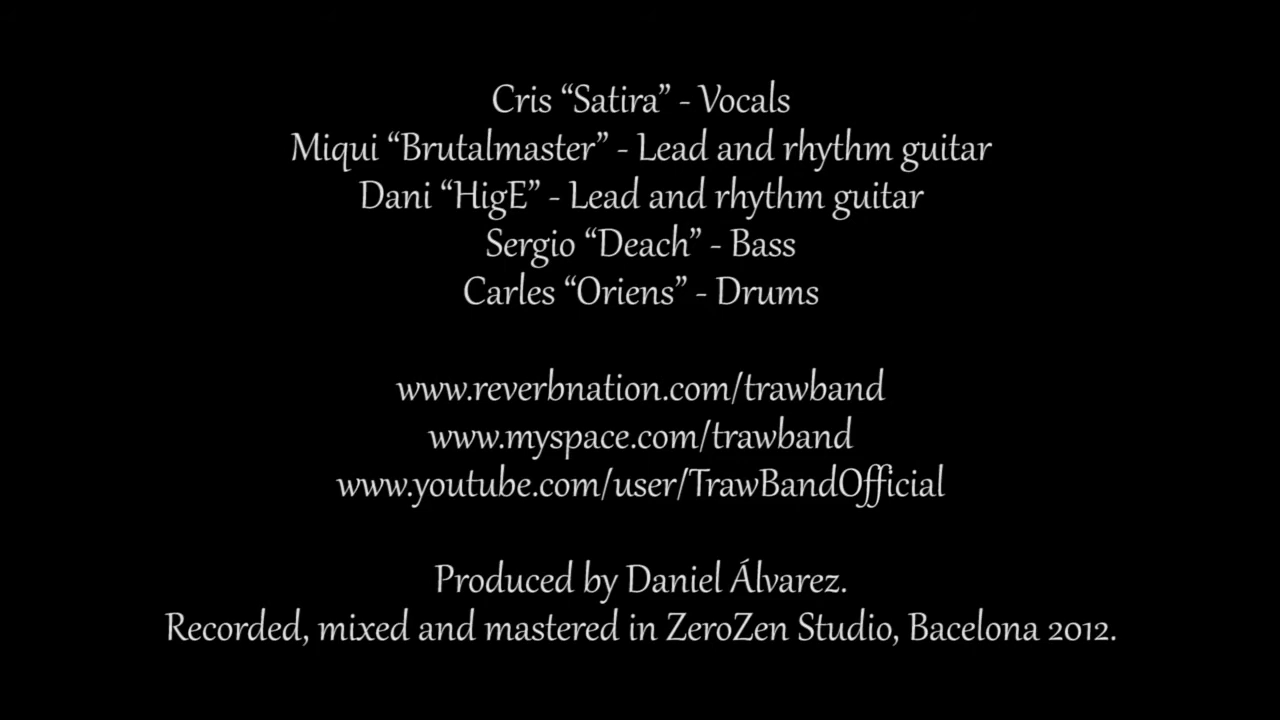 Cris “Satira” - Vocals
Miqui “Brutalmaster” - Lead and rhythm guitar
Dani “HigE” - Lead and rhythm guitar
Sergio “Deach” - Bass
Carles “Oriens” - Drums
www.reverbnation.com/trawband
www.myspace.com/trawband
www.youtube.com/user/TrawBandOfficial
Produced by Daniel Álvarez.
Recorded, mixed and mastered in ZeroZen Studio, Bacelona 2012.